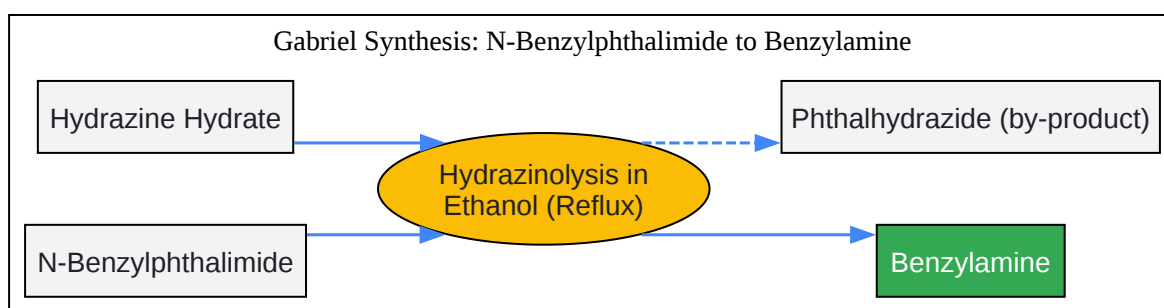 Gabriel Synthesis: N-Benzylphthalimide to Benzylamine
Hydrazine Hydrate
Phthalhydrazide (by-product)
Hydrazinolysis in
Ethanol (Reflux)
N-Benzylphthalimide
Benzylamine